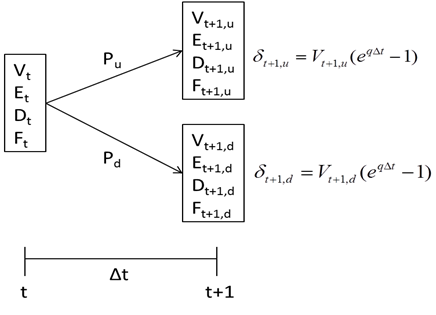 V_t
E_t
D_t
F_t
P_u
P_d
V_{t+1,u}
E_{t+1,u}
D_{t+1,u}
F_{t+1,u}
δ_{t+1,u} = V_{t+1,u}(e^{qΔt} − 1)
V_{t+1,d}
E_{t+1,d}
D_{t+1,d}
F_{t+1,d}
δ_{t+1,d} = V_{t+1,d}(e^{qΔt} − 1)
Δt
t
t+1